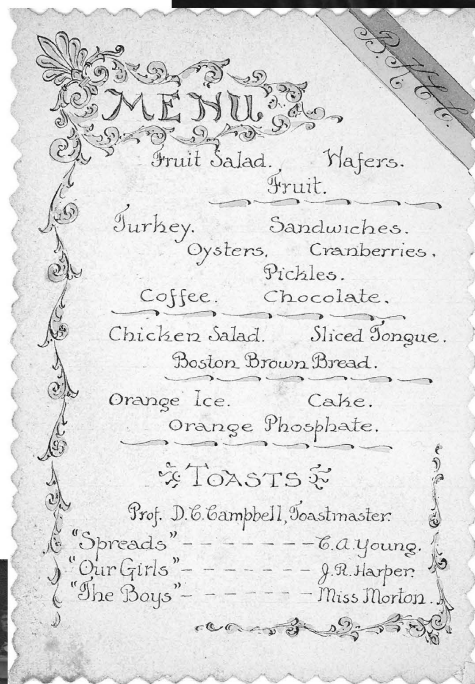 MENU
Fruit Salad. Wafers.
Fruit.
Turkey. Sandwiches.
Oysters, Cranberries.
Pickles.
Coffee. Chocolate.
Chicken Salad. Sliced Tongue.
Boston Brown Bread.
Orange Ice. Cake.
Orange Phosphate.
TOASTS
Prof. D.C. Campbell, Toastmaster.
"Spreads" - - - - - - - C.A. Young.
"Our Girls" - - - - - - J.R. Harper.
"The Boys" - - - - - - Miss Morton.